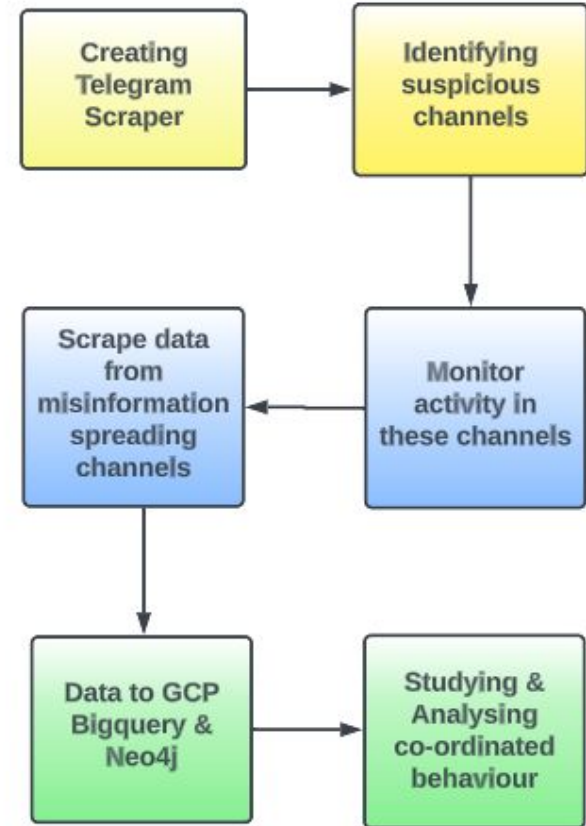 Creating
Telegram
Scraper
Identifying
suspicious
channels
Monitor
activity in
these channels
Scrape data
from
misinformation
spreading
channels
Data to GCP
Bigquery &
Neo4j
Studying &
Analysing
co-ordinated
behaviour